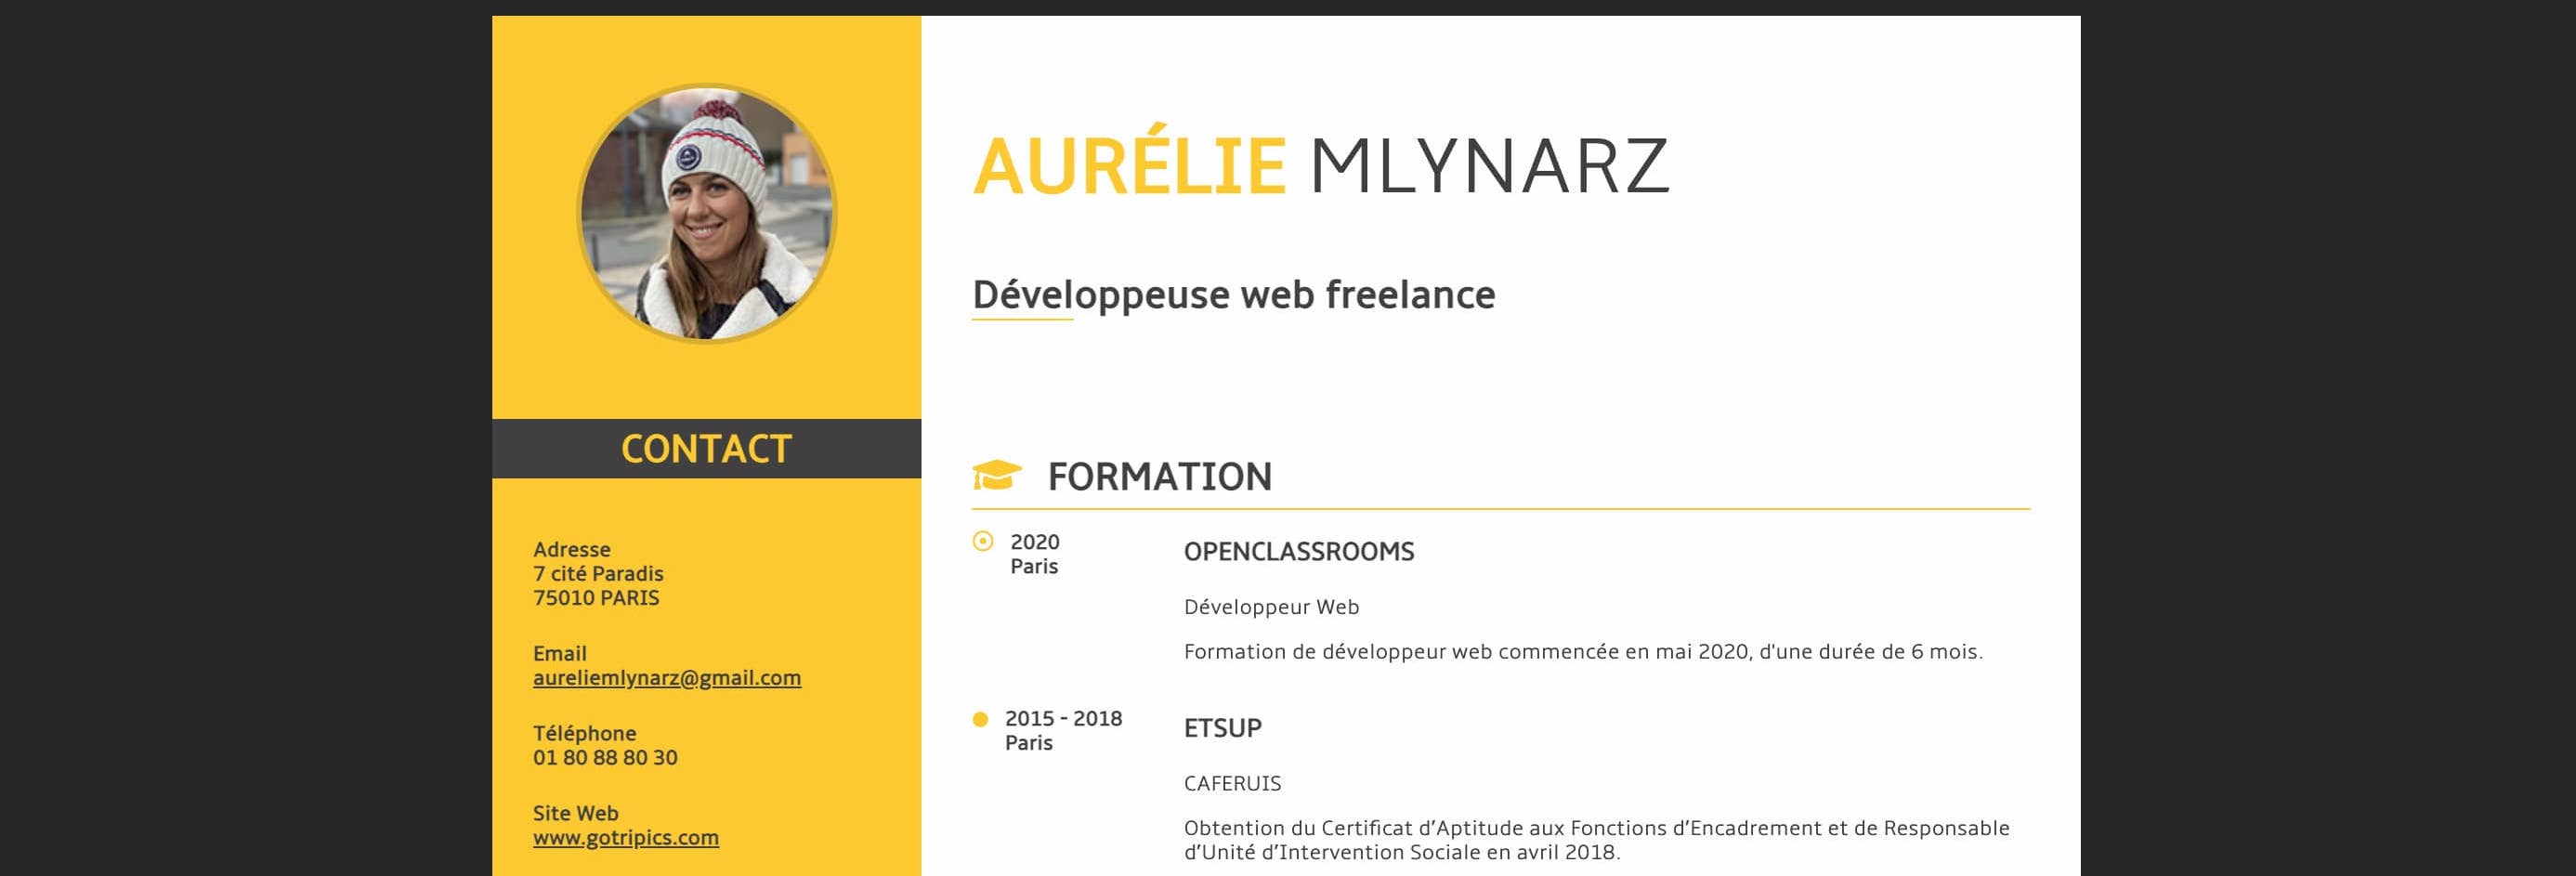 AURÉLIE MLYNARZ
Développeuse web freelance
CONTACT
Adresse
7 cité Paradis
75010 PARIS
Email
aureliemlynarz@gmail.com
Téléphone
01 80 88 80 30
Site Web
www.gotripics.com
FORMATION
2020
Paris
OPENCLASSROOMS
Développeur Web
Formation de développeur web commencée en mai 2020, d'une durée de 6 mois.
2015 - 2018
Paris
ETSUP
CAFERUIS
Obtention du Certificat d’Aptitude aux Fonctions d’Encadrement et de Responsable
d’Unité d’Intervention Sociale en avril 2018.